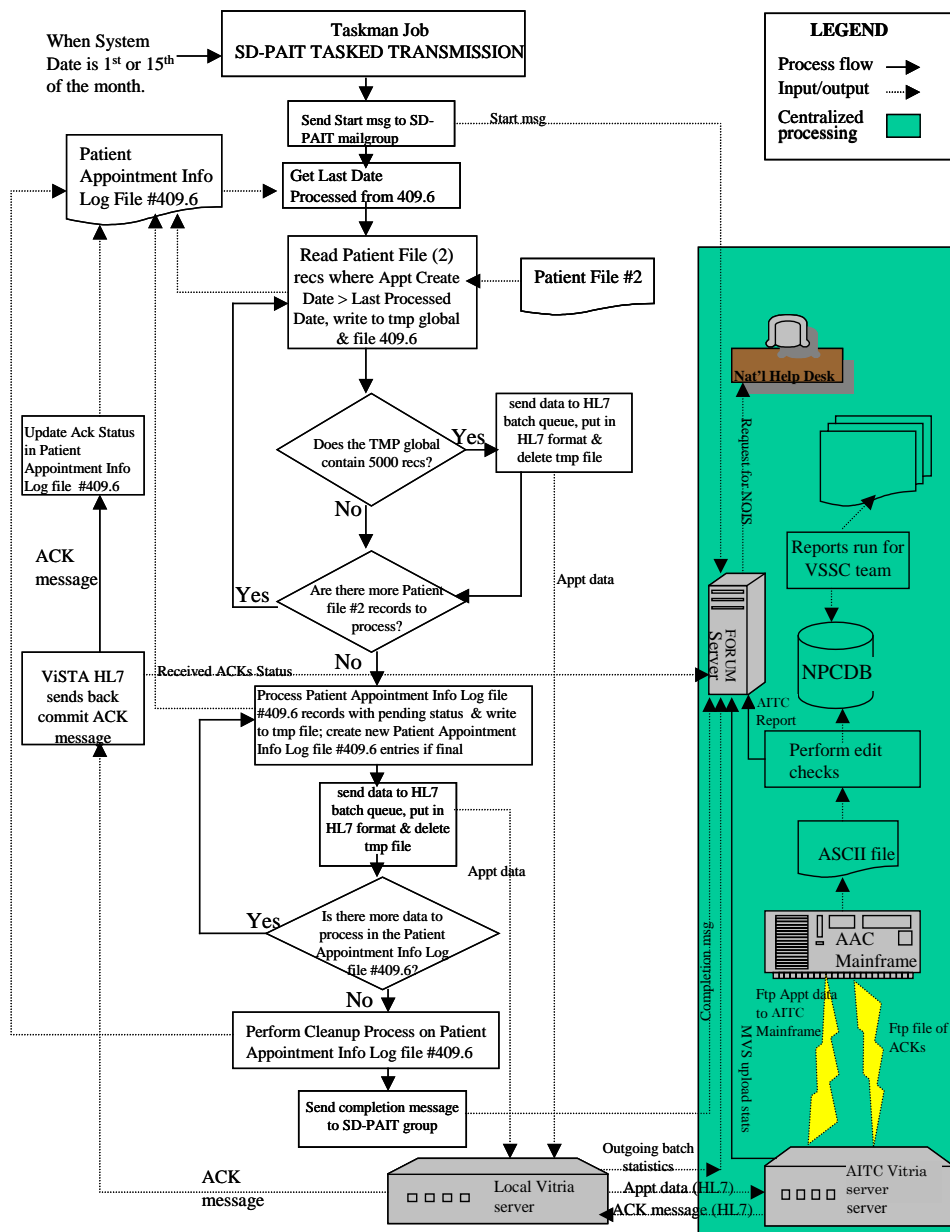 Taskman Job
SD-PAIT TASKED TRANSMISSION
When System
Date is 1st or 15th
of the month.
LEGEND
Process flow
Input/output
Centralized
processing
Send Start msg to SD-
PAIT mailgroup
Start msg
Patient
Appointment Info
Log File #409.6
Get Last Date
Processed from 409.6
Read Patient File (2)
recs where Appt Create
Date > Last Processed
Date, write to tmp global
& file 409.6
Patient File #2
Nat'l Help Desk
Request for NOIS
Does the TMP global
contain 5000 recs?
Yes
send data to HL7
batch queue, put in
HL7 format &
delete tmp file
No
Update Ack Status
in Patient
Appointment Info
Log file #409.6
ACK
message
Yes
Are there more Patient
file #2 records to
process?
Appt data
No
Reports run for
VSSC team
FORUM
Server
NPCDB
ViSTA HL7
sends back
commit ACK
message
Received ACKs Status
Process Patient Appointment Info Log file
#409.6 records with pending status & write
to tmp file; create new Patient Appointment
Info Log file #409.6 entries if final
AITC
Report
Perform edit
checks
send data to HL7
batch queue, put in
HL7 format & delete
tmp file
Appt data
ASCII file
Yes
Is there more data to
process in the Patient
Appointment Info Log
file #409.6?
No
Completion msg
AAC
Mainframe
Ftp Appt data
to AITC
Mainframe
Ftp file of
ACKs
MVS upload stats
Perform Cleanup Process on Patient
Appointment Info Log file #409.6
Send completion message
to SD-PAIT group
Outgoing batch
statistics
ACK
message
Local Vitria
server
Appt data (HL7)
ACK message (HL7)
AITC Vitria
server
server